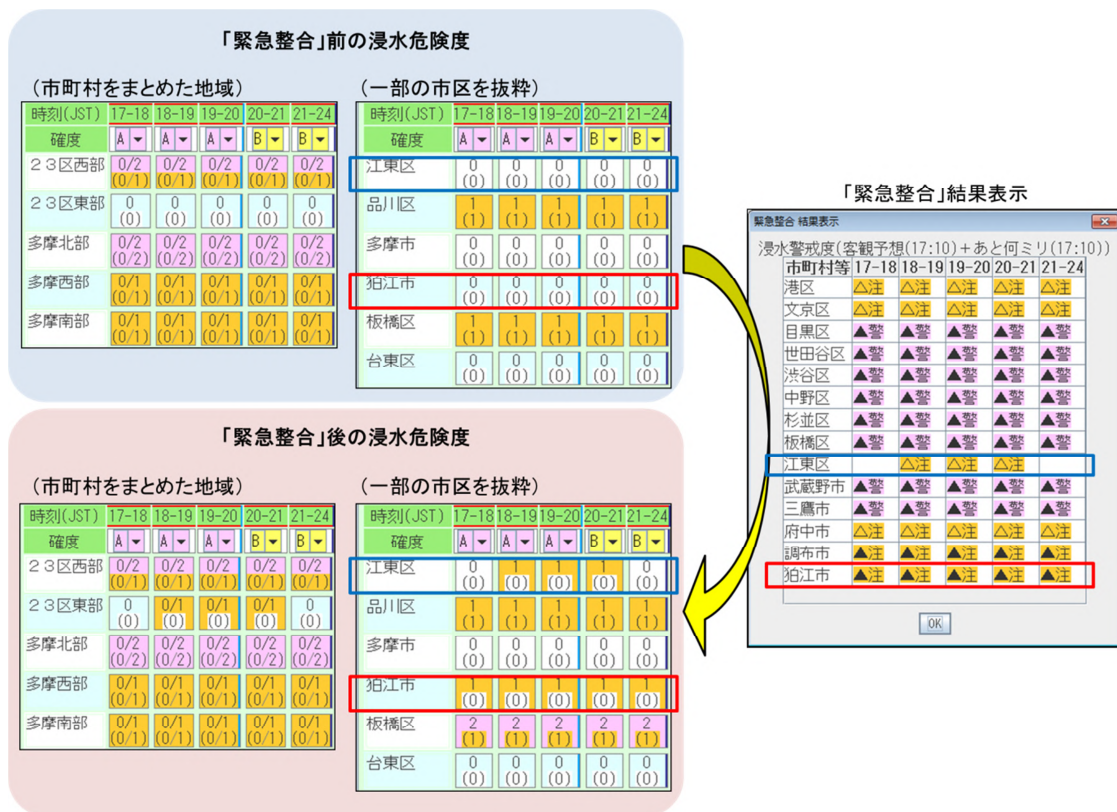 「緊急整合」前の浸水危険度
(市町村をまとめた地域)
時刻(JST) 17-18 18-19 19-20 20-21 21-24
確度 A A A B B
２３区西部 0/2 0/2 0/2 0/2 0/2
(0/1) (0/1) (0/1) (0/1) (0/1)
２３区東部 0 0 0 0 0
(0) (0) (0) (0) (0)
多摩北部 0/2 0/2 0/2 0/2 0/2
(0/2) (0/2) (0/2) (0/2) (0/2)
多摩西部 0/1 0/1 0/1 0/1 0/1
(0/1) (0/1) (0/1) (0/1) (0/1)
多摩南部 0/1 0/1 0/1 0/1 0/1
(0/1) (0/1) (0/1) (0/1) (0/1)
(一部の市区を抜粋)
時刻(JST) 17-18 18-19 19-20 20-21 21-24
確度 A A A B B
江東区 0 0 0 0 0
(0) (0) (0) (0) (0)
品川区 1 1 1 1 1
(1) (1) (1) (1) (1)
多摩市 0 0 0 0 0
(0) (0) (0) (0) (0)
狛江市 0 0 0 0 0
(0) (0) (0) (0) (0)
板橋区 1 1 1 1 1
(1) (1) (1) (1) (1)
台東区 0 0 0 0 0
(0) (0) (0) (0) (0)
「緊急整合」結果表示
緊急整合 結果表示
浸水警戒度(客観予想(17:10)+あと何ミリ(17:10))
市町村等 17-18 18-19 19-20 20-21 21-24
港区 △注 △注 △注 △注 △注
文京区 △注 △注 △注 △注 △注
目黒区 ▲警 ▲警 ▲警 ▲警 ▲警
世田谷区 ▲警 ▲警 ▲警 ▲警 ▲警
渋谷区 ▲警 ▲警 ▲警 ▲警 ▲警
中野区 ▲警 ▲警 ▲警 ▲警 ▲警
杉並区 ▲警 ▲警 ▲警 ▲警 ▲警
板橋区 ▲警 ▲警 ▲警 ▲警 ▲警
江東区 △注 △注 △注
武蔵野市 ▲警 ▲警 ▲警 ▲警 ▲警
三鷹市 ▲警 ▲警 ▲警 ▲警 ▲警
府中市 △注 △注 △注 △注 △注
調布市 ▲注 ▲注 ▲注 ▲注 ▲注
狛江市 ▲注 ▲注 ▲注 ▲注 ▲注
OK
「緊急整合」後の浸水危険度
(市町村をまとめた地域)
時刻(JST) 17-18 18-19 19-20 20-21 21-24
確度 A A A B B
２３区西部 0/2 0/2 0/2 0/2 0/2
(0/1) (0/1) (0/1) (0/1) (0/1)
２３区東部 0 0/1 0/1 0/1 0
(0) (0) (0) (0) (0)
多摩北部 0/2 0/2 0/2 0/2 0/2
(0/2) (0/2) (0/2) (0/2) (0/2)
多摩西部 0/1 0/1 0/1 0/1 0/1
(0/1) (0/1) (0/1) (0/1) (0/1)
多摩南部 0/1 0/1 0/1 0/1 0/1
(0/1) (0/1) (0/1) (0/1) (0/1)
(一部の市区を抜粋)
時刻(JST) 17-18 18-19 19-20 20-21 21-24
確度 A A A B B
江東区 0 1 1 1 0
(0) (0) (0) (0) (0)
品川区 1 1 1 1 1
(1) (1) (1) (1) (1)
多摩市 0 0 0 0 0
(0) (0) (0) (0) (0)
狛江市 1 1 1 1 1
(0) (0) (0) (0) (0)
板橋区 2 2 2 2 2
(1) (1) (1) (1) (1)
台東区 0 0 0 0 0
(0) (0) (0) (0) (0)